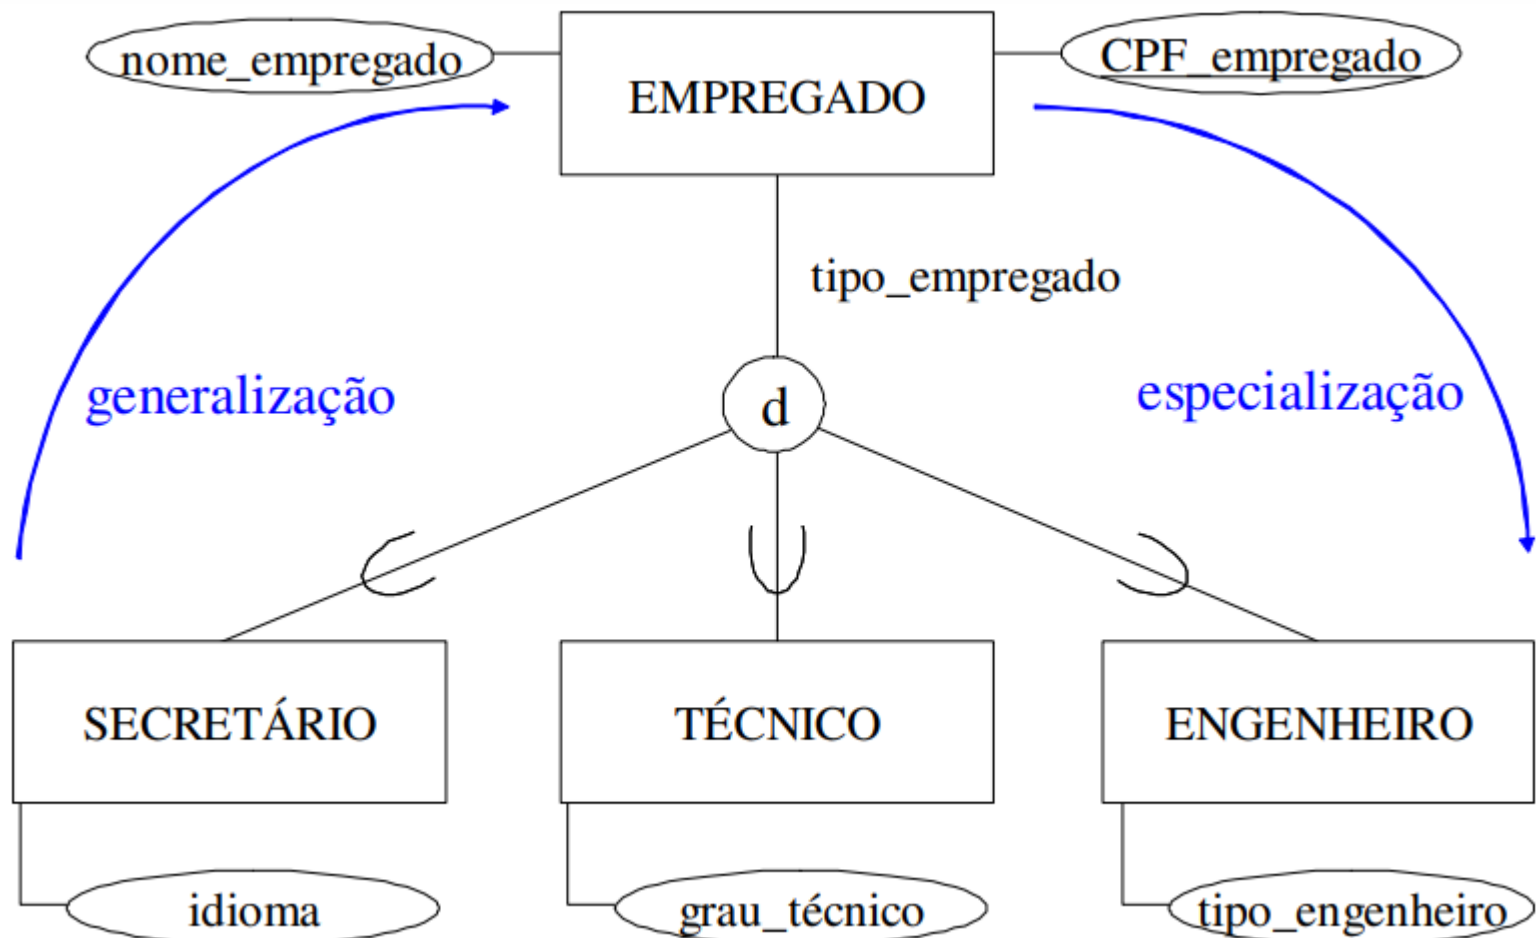 nome_empregado
EMPREGADO
CPF_empregado
tipo_empregado
generalização
d
especialização
SECRETÁRIO
TÉCNICO
ENGENHEIRO
idioma
grau_técnico
tipo_engenheiro